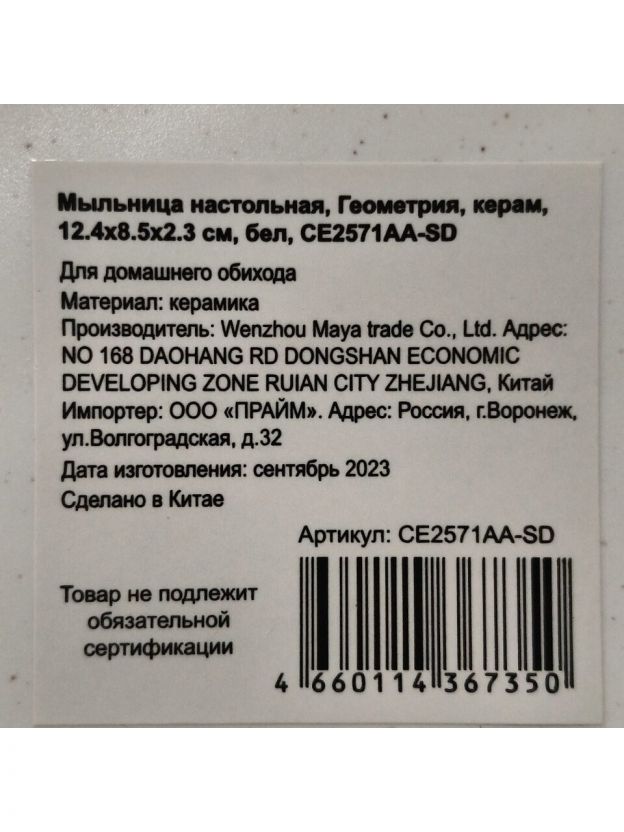 Мыльница настольная, Геометрия, керам,
12.4x8.5x2.3 см, бел, CE2571AA-SD
Для домашнего обихода
Материал: керамика
Производитель: Wenzhou Maya trade Co., Ltd. Адрес:
NO 168 DAOHANG RD DONGSHAN ECONOMIC
DEVELOPING ZONE RUIAN CITY ZHEJIANG, Китай
Импортер: ООО «ПРАЙМ». Адрес: Россия, г.Воронеж,
ул.Волгоградская, д.32
Дата изготовления: сентябрь 2023
Сделано в Китае
Артикул: CE2571AA-SD
Товар не подлежит
обязательной
сертификации
4 660114 367350